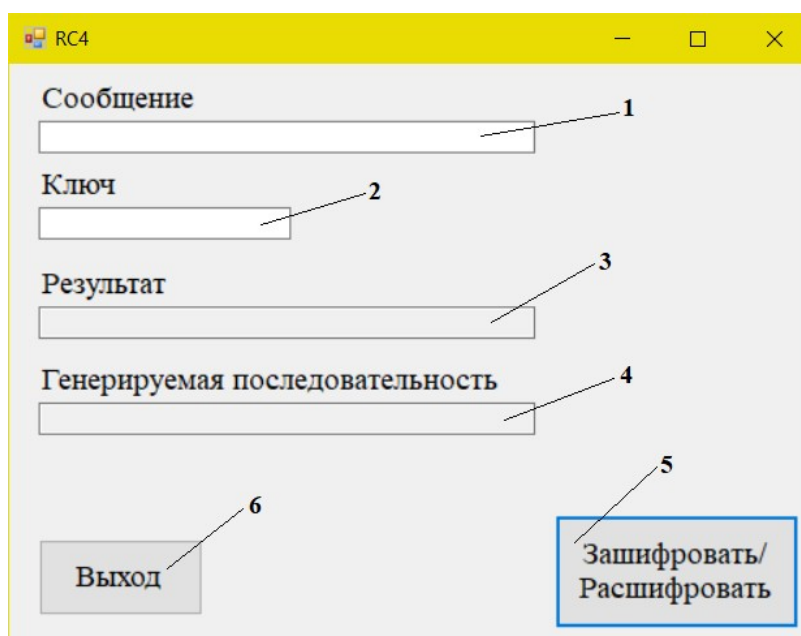 RC4
Сообщение
1
Ключ
2
Результат
3
Генерируемая последовательность
4
5
6
Зашифровать/
Расшифровать
Выход